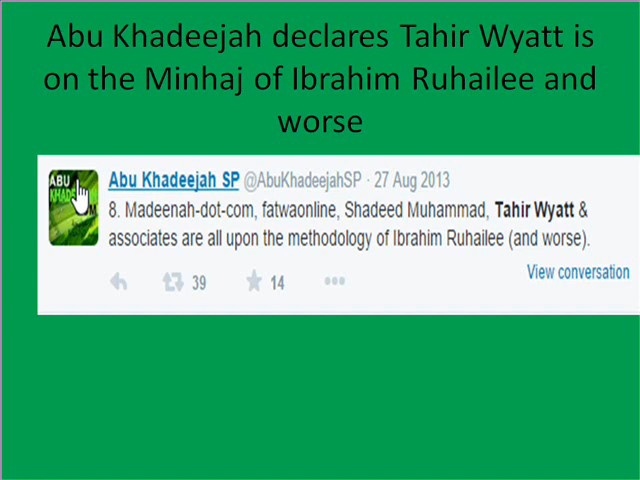 Abu Khadeejah declares Tahir Wyatt is
on the Minhaj of Ibrahim Ruhailee and
worse
ABU
Abu Khadeejah SP @AbuKhadeejahSP · 27 Aug 2013
8. Madeenah-dot-com, fatwaonline, Shadeed Muhammad, Tahir Wyatt &
associates are all upon the methodology of Ibrahim Ruhailee (and worse).
39 14
View conversation